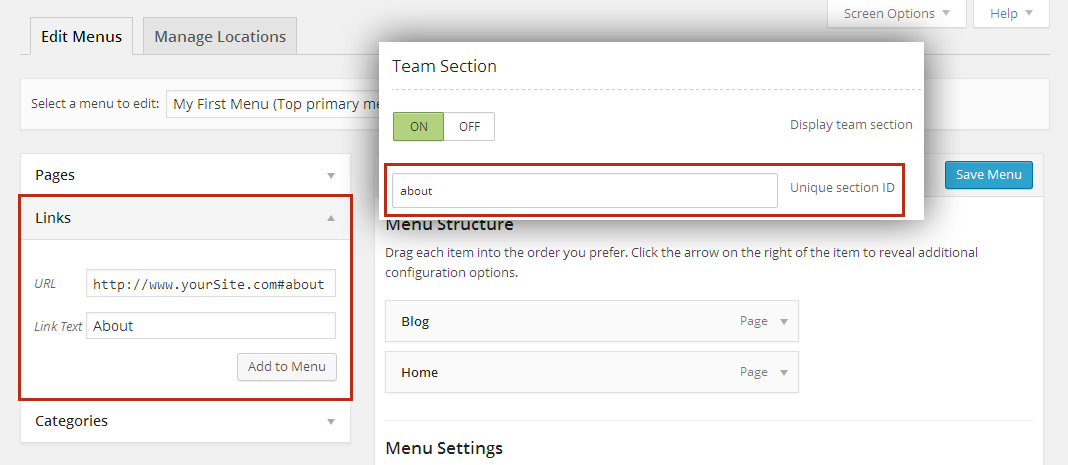 Screen Options
Help
Edit Menus
Manage Locations
Select a menu to edit:
My First Menu (Top primary me
Team Section
ON
OFF
Display team section
about
Unique section ID
Pages
Links
URL
http://www.yourSite.com#about
Link Text
About
Add to Menu
Categories
Save Menu
Menu Structure
Drag each item into the order you prefer. Click the arrow on the right of the item to reveal additional
configuration options.
Blog
Page
Home
Page
Menu Settings